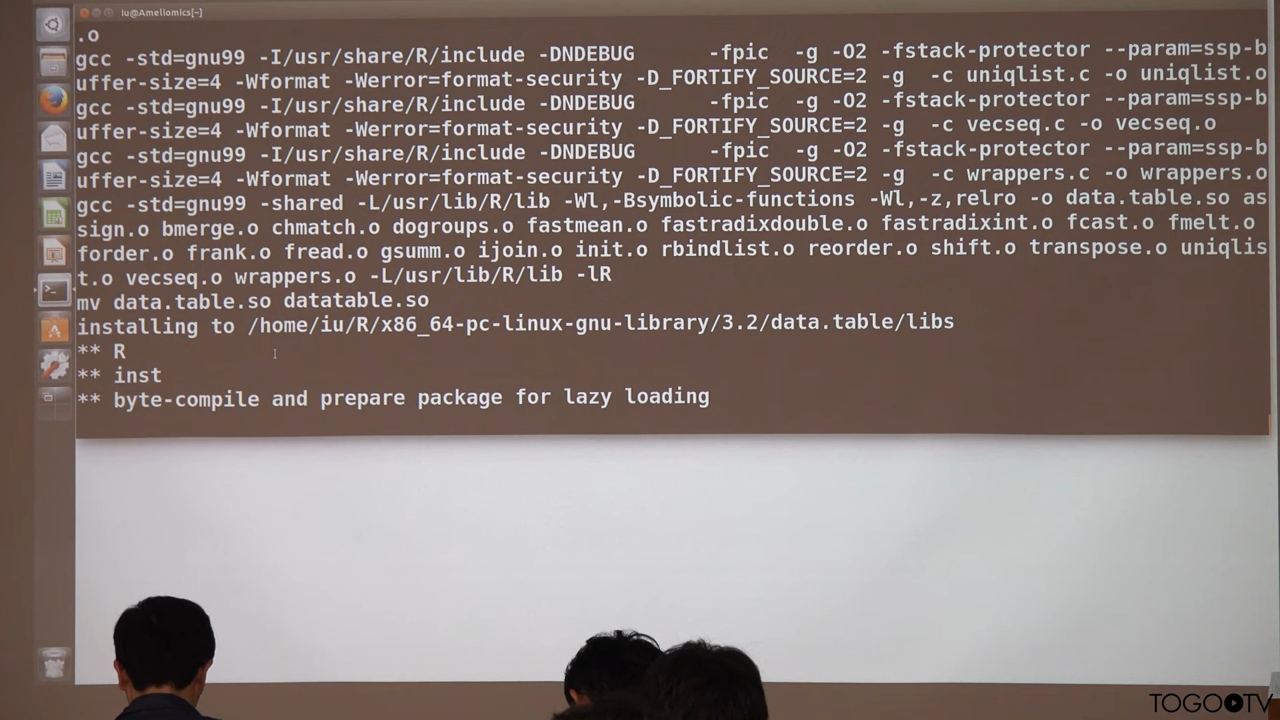 iu@Ameliomics[~]
.o
gcc -std=gnu99 -I/usr/share/R/include -DNDEBUG -fpic -g -O2 -fstack-protector --param=ssp-b
uffer-size=4 -Wformat -Werror=format-security -D_FORTIFY_SOURCE=2 -g -c uniqlist.c -o uniqlist.o
gcc -std=gnu99 -I/usr/share/R/include -DNDEBUG -fpic -g -O2 -fstack-protector --param=ssp-b
uffer-size=4 -Wformat -Werror=format-security -D_FORTIFY_SOURCE=2 -g -c vecseq.c -o vecseq.o
gcc -std=gnu99 -I/usr/share/R/include -DNDEBUG -fpic -g -O2 -fstack-protector --param=ssp-b
uffer-size=4 -Wformat -Werror=format-security -D_FORTIFY_SOURCE=2 -g -c wrappers.c -o wrappers.o
gcc -std=gnu99 -shared -L/usr/lib/R/lib -Wl,-Bsymbolic-functions -Wl,-z,relro -o data.table.so as
sign.o bmerge.o chmatch.o dogroups.o fastmean.o fastradixdouble.o fastradixint.o fcast.o fmelt.o
forder.o frank.o fread.o gsumm.o ijoin.o init.o rbindlist.o reorder.o shift.o transpose.o uniqlis
t.o vecseq.o wrappers.o -L/usr/lib/R/lib -lR
mv data.table.so datatable.so
installing to /home/iu/R/x86_64-pc-linux-gnu-library/3.2/data.table/libs
** R
** inst
** byte-compile and prepare package for lazy loading
TOGO TV